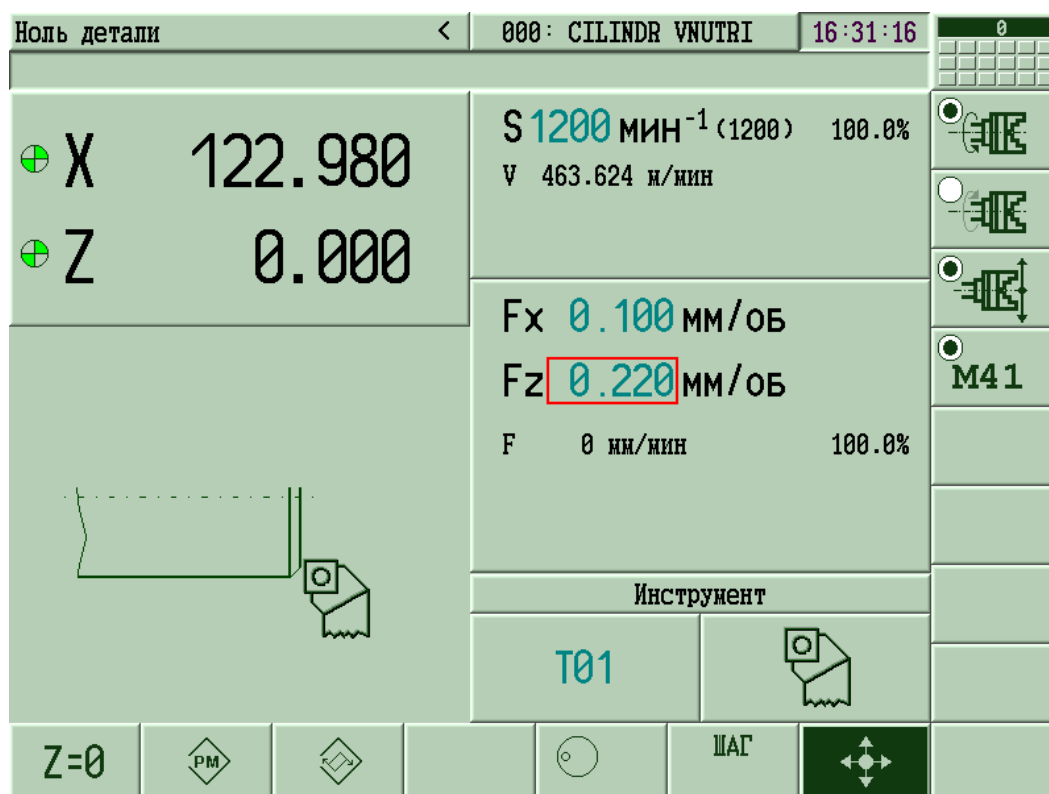 Ноль детали < 000: CILINDR VNUTRI 16:31:16 0
X 122.980
Z 0.000
S 1200 мин⁻¹ (1200) 100.0%
V 463.624 м/мин
Fx 0.100 мм/об
Fz 0.220 мм/об
F 0 мм/мин 100.0%
M41
Инструмент
T01
Z=0 PM ШАГ